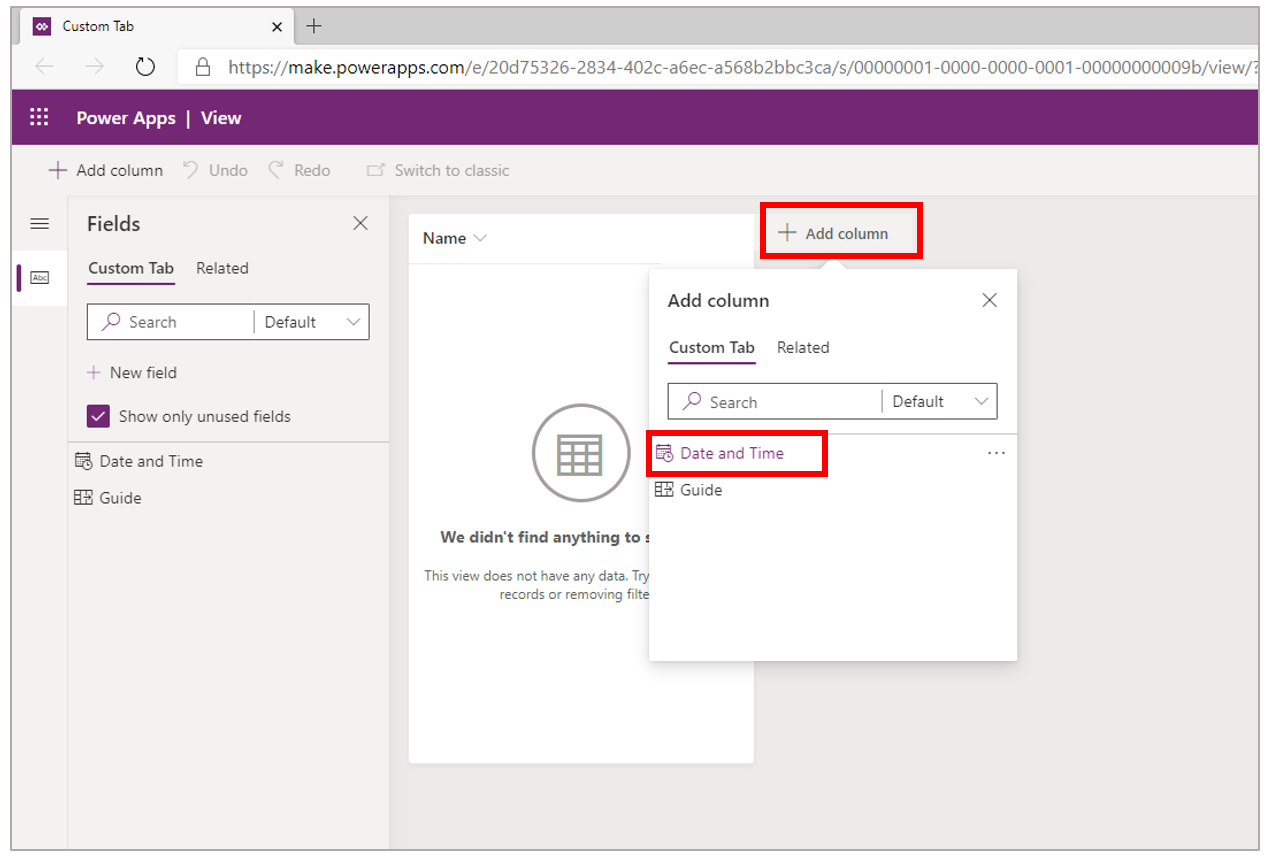 Custom Tab
https://make.powerapps.com/e/20d75326-2834-402c-a6ec-a568b2bbc3ca/s/00000001-0000-0000-0001-00000000009b/view/?
Power Apps | View
Add column Undo Redo Switch to classic
Fields
Custom Tab Related
Search Default
New field
Show only unused fields
Date and Time
Guide
Name
Add column
We didn't find anything to s
This view does not have any data. Try
records or removing filte
Add column
Custom Tab Related
Search Default
Date and Time
Guide
Abc